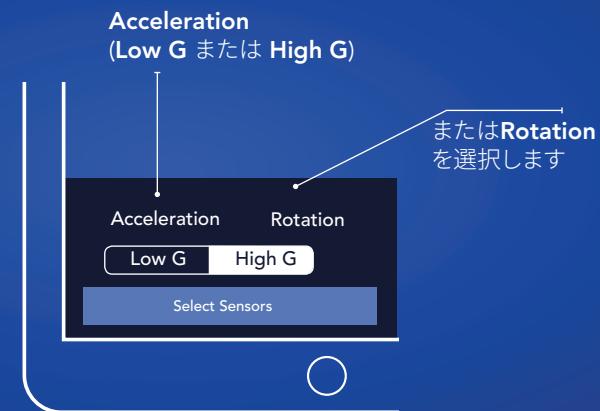 Acceleration
(Low G または High G)
またはRotation
を選択します
Acceleration Rotation
Low G High G
Select Sensors